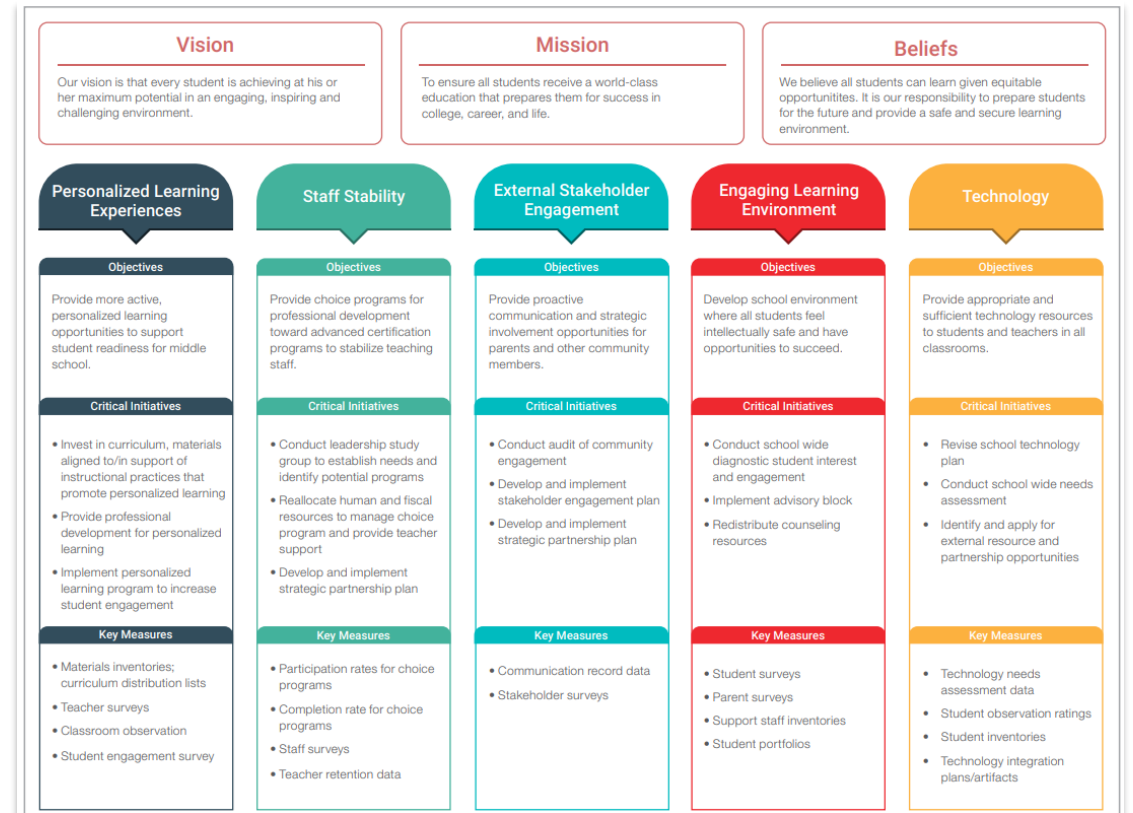 Vision
Our vision is that every student is achieving at his or
her maximum potential in an engaging, inspiring and
challenging environment.
Mission
To ensure all students receive a world-class
education that prepares them for success in
college, career, and life.
Beliefs
We believe all students can learn given equitable
opportunitites. It is our responsibility to prepare students
for the future and provide a safe and secure learning
environment.
Personalized Learning
Experiences
Objectives
Provide more active,
personalized learning
opportunities to support
student readiness for middle
school.
Critical Initiatives
• Invest in curriculum, materials
aligned to/in support of
instructional practices that
promote personalized learning
• Provide professional
development for personalized
learning
• Implement personalized
learning program to increase
student engagement
Key Measures
• Materials inventories;
curriculum distribution lists
• Teacher surveys
• Classroom observation
• Student engagement survey
Staff Stability
Objectives
Provide choice programs for
professional development
toward advanced certification
programs to stabilize teaching
staff.
Critical Initiatives
• Conduct leadership study
group to establish needs and
identify potential programs
• Reallocate human and fiscal
resources to manage choice
program and provide teacher
support
• Develop and implement
strategic partnership plan
Key Measures
• Participation rates for choice
programs
• Completion rate for choice
programs
• Staff surveys
• Teacher retention data
External Stakeholder
Engagement
Objectives
Provide proactive
communication and strategic
involvement opportunities for
parents and other community
members.
Critical Initiatives
• Conduct audit of community
engagement
• Develop and implement
stakeholder engagement plan
• Develop and implement
strategic partnership plan
Key Measures
• Communication record data
• Stakeholder surveys
Engaging Learning
Environment
Objectives
Develop school environment
where all students feel
intellectually safe and have
opportunities to succeed.
Critical Initiatives
• Conduct school wide
diagnostic student interest
and engagement
• Implement advisory block
• Redistribute counseling
resources
Key Measures
• Student surveys
• Parent surveys
• Support staff inventories
• Student portfolios
Technology
Objectives
Provide appropriate and
sufficient technology resources
to students and teachers in all
classrooms.
Critical Initiatives
• Revise school technology
plan
• Conduct school wide needs
assessment
• Identify and apply for
external resource and
partnership opportunities
Key Measures
• Technology needs
assessment data
• Student observation ratings
• Student inventories
• Technology integration
plans/artifacts